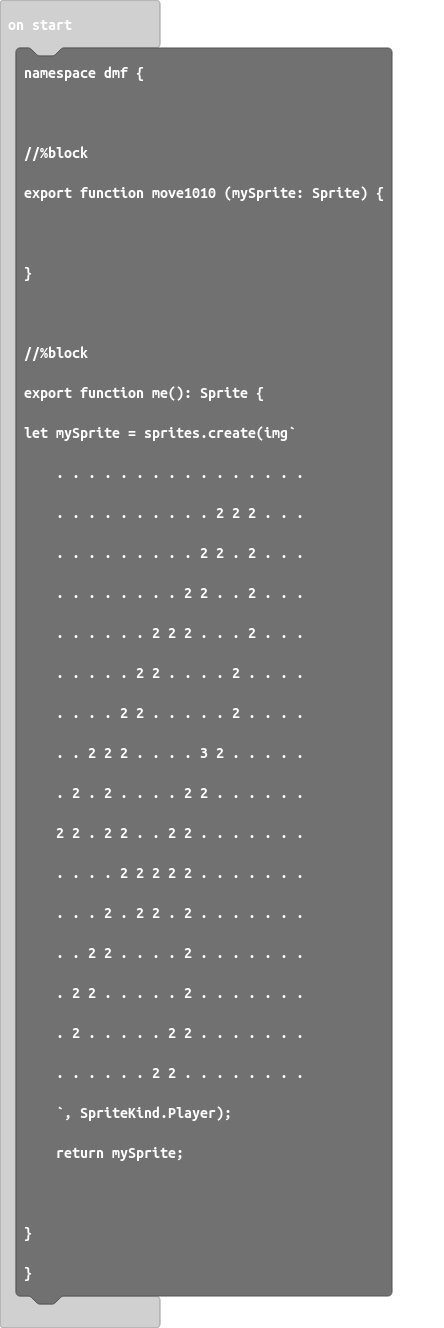 on start
namespace dmf {
//%block
export function move1010 (mySprite: Sprite) {
}
//%block
export function me(): Sprite {
let mySprite = sprites.create(img`
. . . . . . . . . . . . . . . .
. . . . . . . . . . 2 2 2 . . .
. . . . . . . . . 2 2 . 2 . . .
. . . . . . . . 2 2 . . 2 . . .
. . . . . . 2 2 2 . . . 2 . . .
. . . . . 2 2 . . . . 2 . . . .
. . . . 2 2 . . . . . 2 . . . .
. . 2 2 2 . . . . 3 2 . . . . .
. 2 . 2 . . . . 2 2 . . . . . .
2 2 . 2 2 . . 2 2 . . . . . . .
. . . . 2 2 2 2 2 . . . . . . .
. . . 2 . 2 2 . 2 . . . . . . .
. . 2 2 . . . . 2 . . . . . . .
. 2 2 . . . . . 2 . . . . . . .
. 2 . . . . . 2 2 . . . . . . .
. . . . . . 2 2 . . . . . . . .
`, SpriteKind.Player);
return mySprite;
}
}